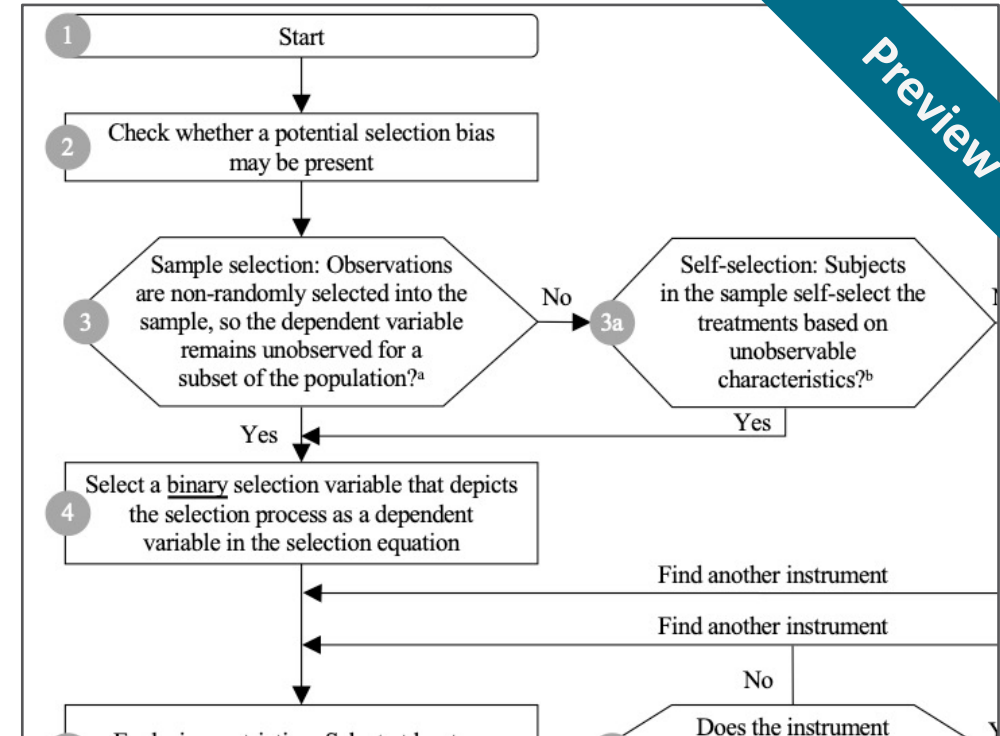 1
Start
Preview
2
Check whether a potential selection bias
may be present
3
Sample selection: Observations
are non-randomly selected into the
sample, so the dependent variable
remains unobserved for a
subset of the population?ᵃ
No
3a
Self-selection: Subjects
in the sample self-select the
treatments based on
unobservable
characteristics?ᵇ
Yes
Yes
4
Select a binary selection variable that depicts
the selection process as a dependent
variable in the selection equation
Find another instrument
Find another instrument
No
Does the instrument